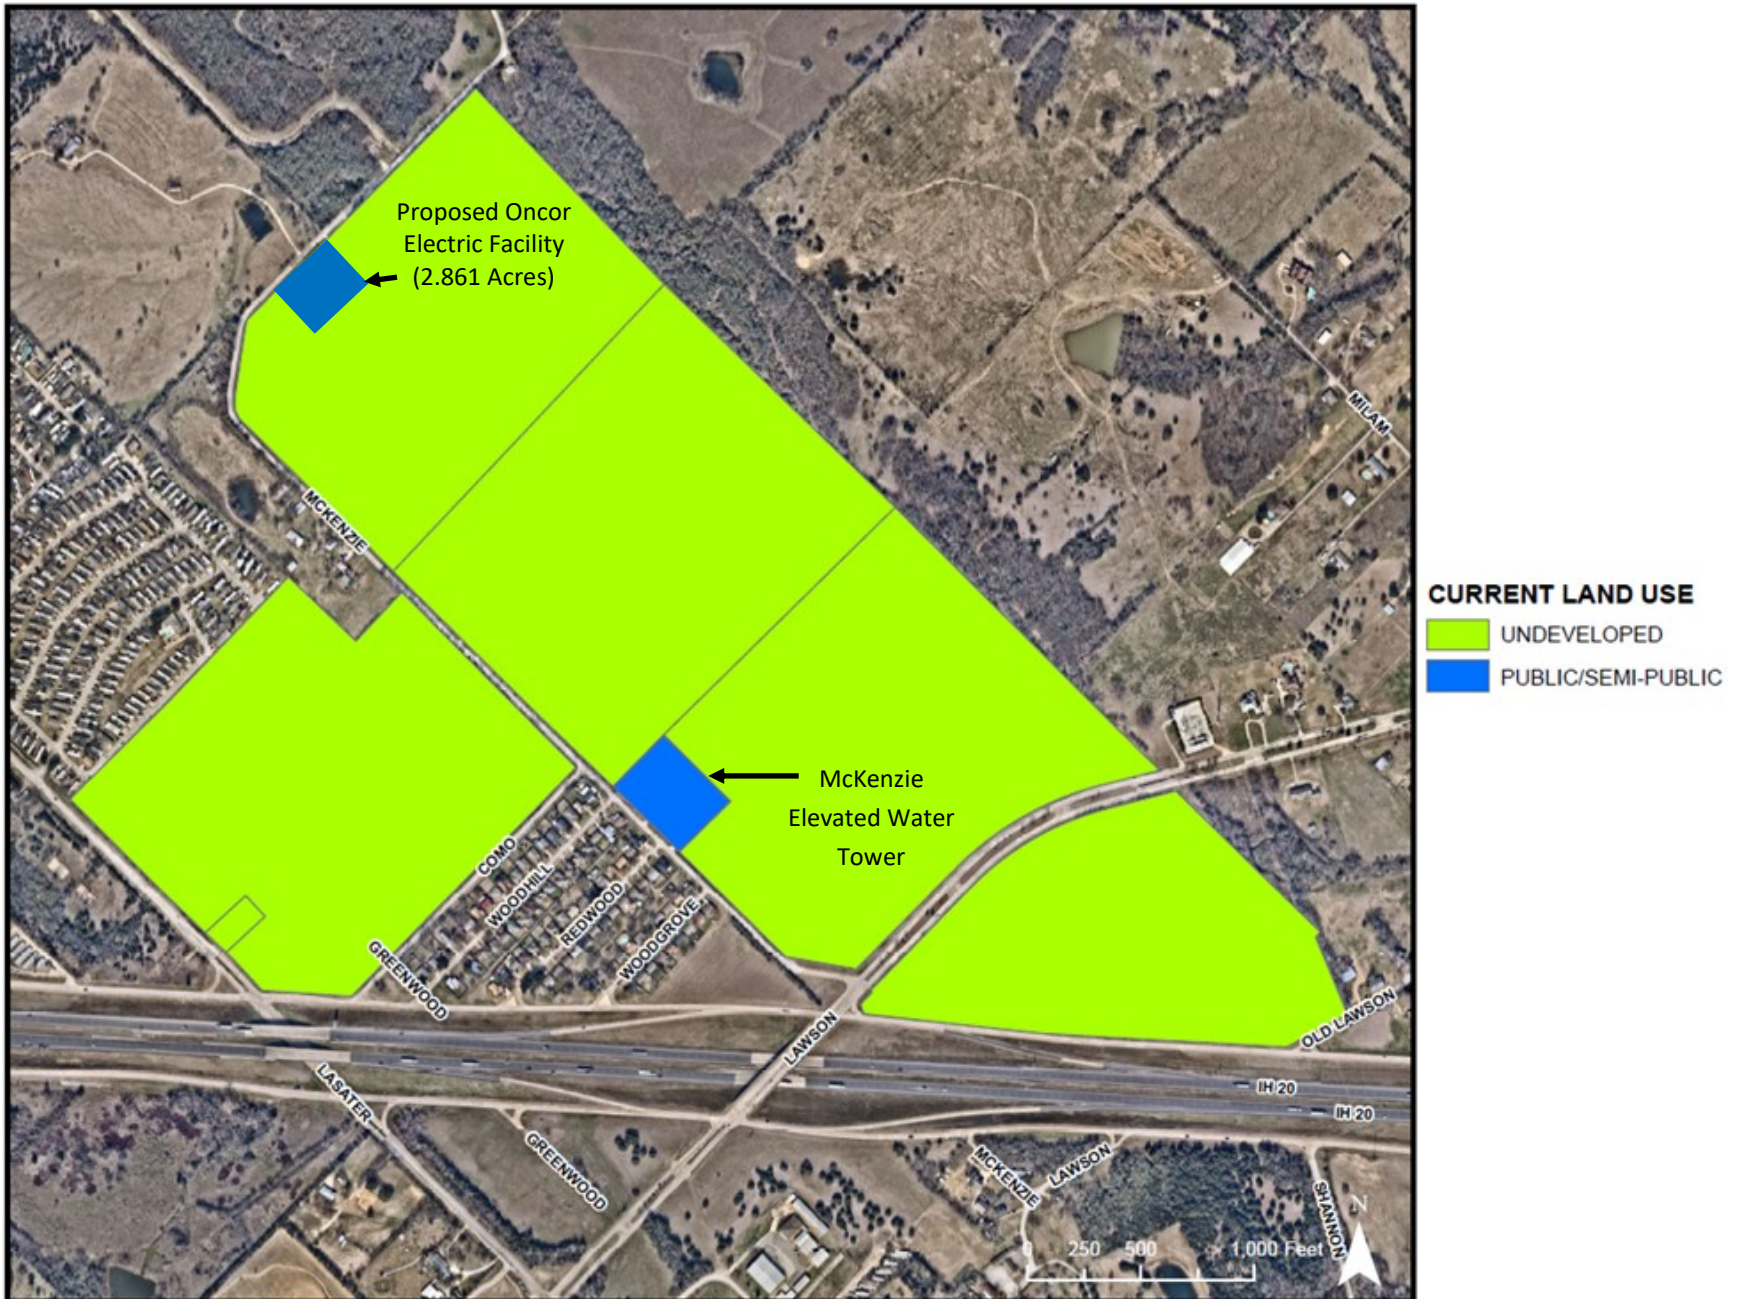 Proposed Oncor
Electric Facility
(2.861 Acres)
MILAM
MCKENZIE
CURRENT LAND USE
UNDEVELOPED
PUBLIC/SEMI-PUBLIC
McKenzie
Elevated Water
Tower
COMO
WOODHILL
REDWOOD
WOODGROVE
GREENWOOD
LAWSON
OLD LAWSON
IH 20
IH 20
LASATER
GREENWOOD
MCKENZIE
LAWSON
SHANNON
N
0 250 500 1,000 Feet